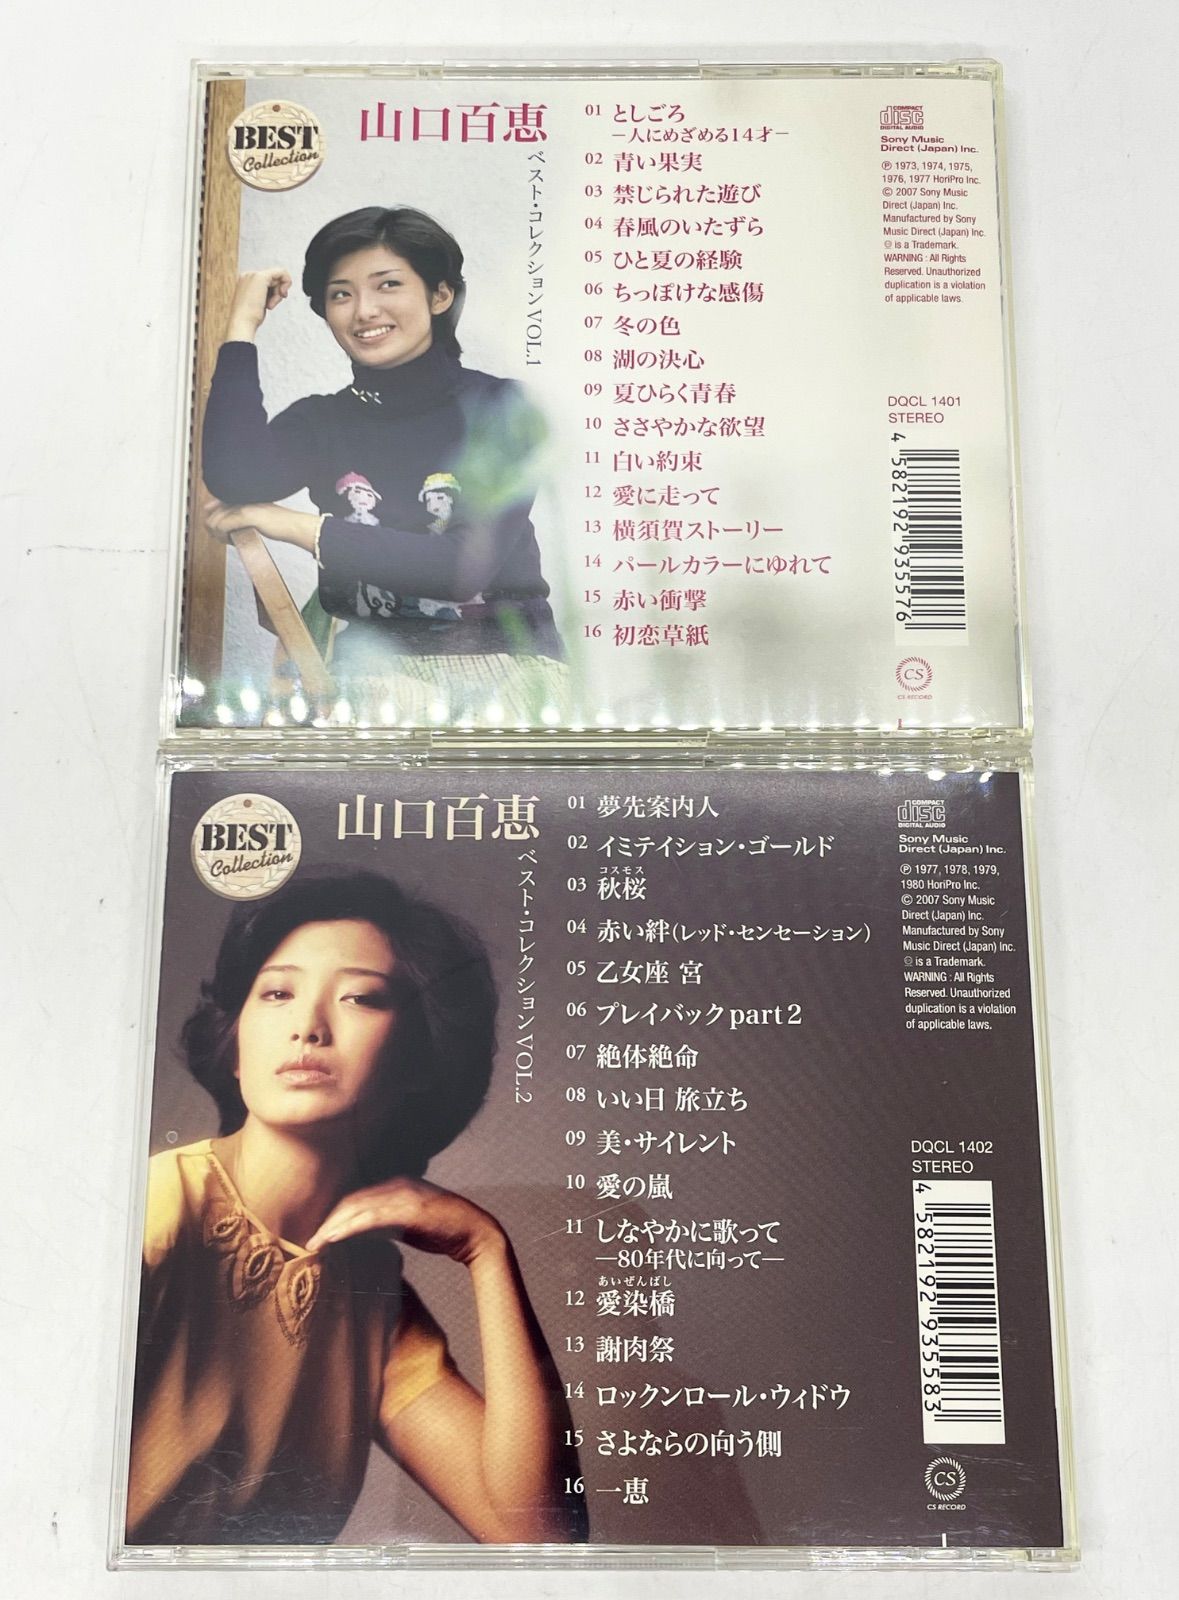 BEST
Collection
山口百恵
ベスト・コレクションVOL.1
01 としごろ
－人にめざめる14才－
02 青い果実
03 禁じられた遊び
04 春風のいたずら
05 ひと夏の経験
06 ちっぽけな感傷
07 冬の色
08 湖の決心
09 夏ひらく青春
10 ささやかな欲望
11 白い約束
12 愛に走って
13 横須賀ストーリー
14 パールカラーにゆれて
15 赤い衝撃
16 初恋草紙
COMPACT
disc
DIGITAL AUDIO
Sony Music
Direct (Japan) Inc.
℗ 1973, 1974, 1975,
1976, 1977 HoriPro Inc.
© 2007 Sony Music
Direct (Japan) Inc.
Manufactured by Sony
Music Direct (Japan) Inc.
is a Trademark.
WARNING : All Rights
Reserved. Unauthorized
duplication is a violation
of applicable laws.
DQCL 1401
STEREO
4 582192 935576
CS
CS RECORD
BEST
Collection
山口百恵
ベスト・コレクションVOL.2
01 夢先案内人
02 イミテイション・ゴールド
コスモス
03 秋桜
04 赤い絆（レッド・センセーション）
05 乙女座 宮
06 プレイバックpart 2
07 絶体絶命
08 いい日 旅立ち
09 美・サイレント
10 愛の嵐
11 しなやかに歌って
―80年代に向って―
あいぜんばし
12 愛染橋
13 謝肉祭
14 ロックンロール・ウィドウ
15 さよならの向う側
16 一恵
COMPACT
disc
DIGITAL AUDIO
Sony Music
Direct (Japan) Inc.
℗ 1977, 1978, 1979,
1980 HoriPro Inc.
© 2007 Sony Music
Direct (Japan) Inc.
Manufactured by Sony
Music Direct (Japan) Inc.
is a Trademark.
WARNING : All Rights
Reserved. Unauthorized
duplication is a violation
of applicable laws.
DQCL 1402
STEREO
4 582192 935583
CS
CS RECORD